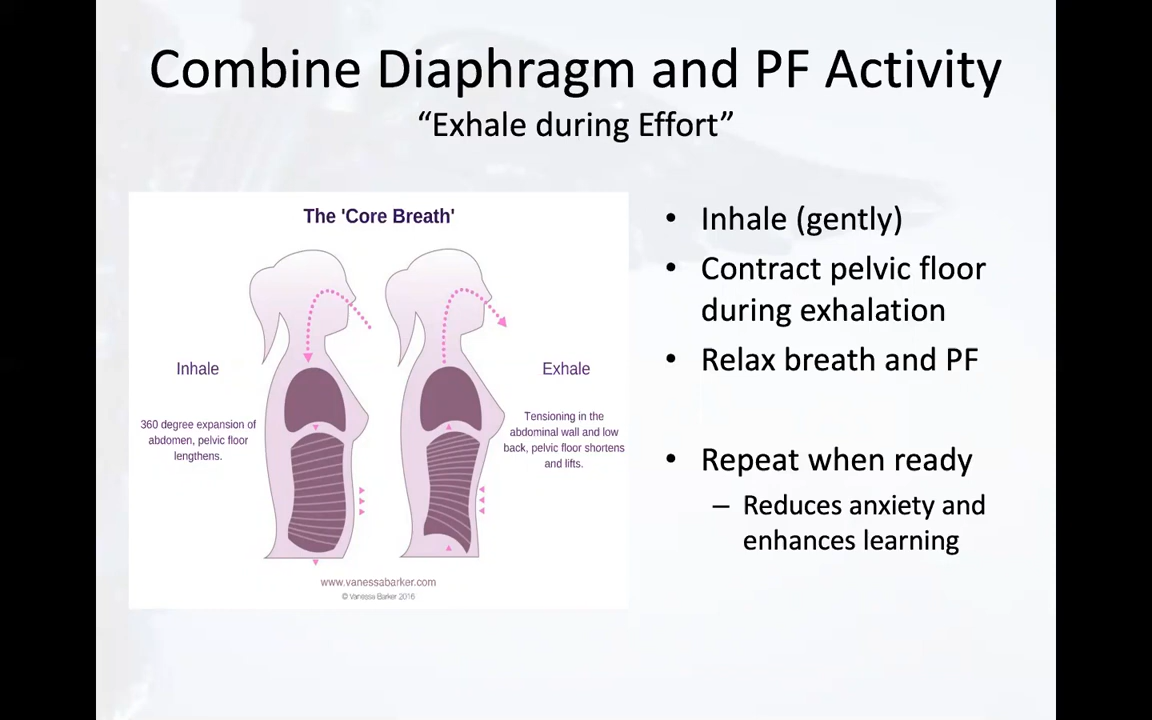 Combine Diaphragm and PF Activity
“Exhale during Effort”
The 'Core Breath'
Inhale
360 degree expansion of
abdomen, pelvic floor
lengthens.
Exhale
Tensioning in the
abdominal wall and low
back, pelvic floor shortens
and lifts.
www.vanessabarker.com
© Vanessa Barker 2016
• Inhale (gently)
• Contract pelvic floor
during exhalation
• Relax breath and PF
• Repeat when ready
– Reduces anxiety and
enhances learning